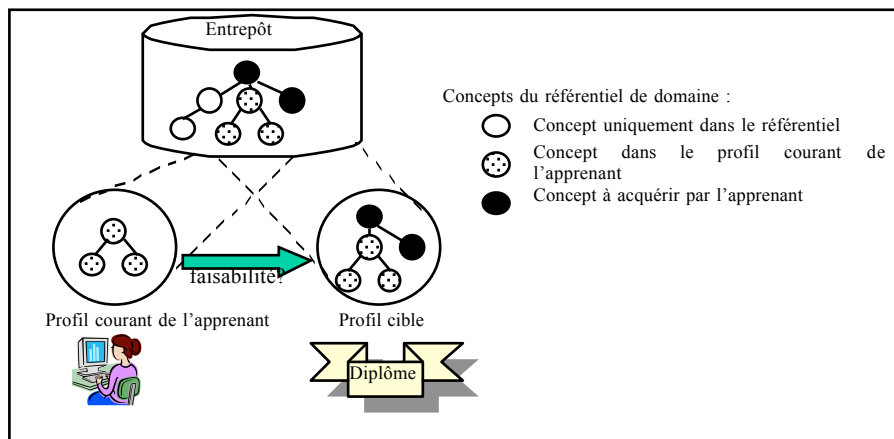 Entrepôt
Concepts du référentiel de domaine :
Concept uniquement dans le référentiel
Concept dans le profil courant de
l’apprenant
Concept à acquérir par l’apprenant
faisabilité?
Profil courant de l’apprenant
Profil cible
Diplôme